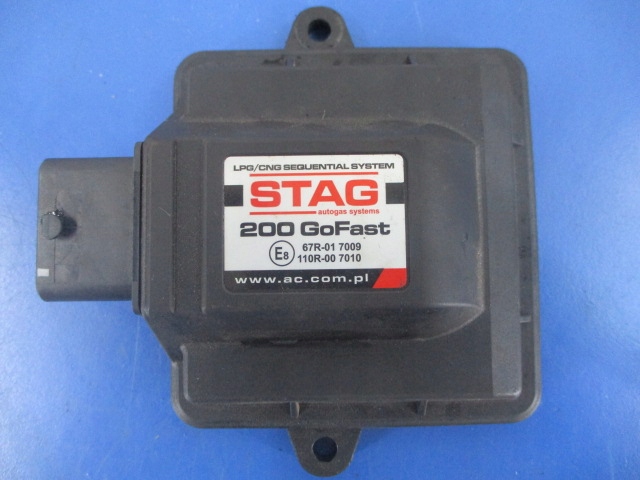 LPG/CNG SEQUENTIAL SYSTEM
STAG
autogas systems
200 GoFast
E8 67R-01 7009
110R-00 7010
www.ac.com.pl